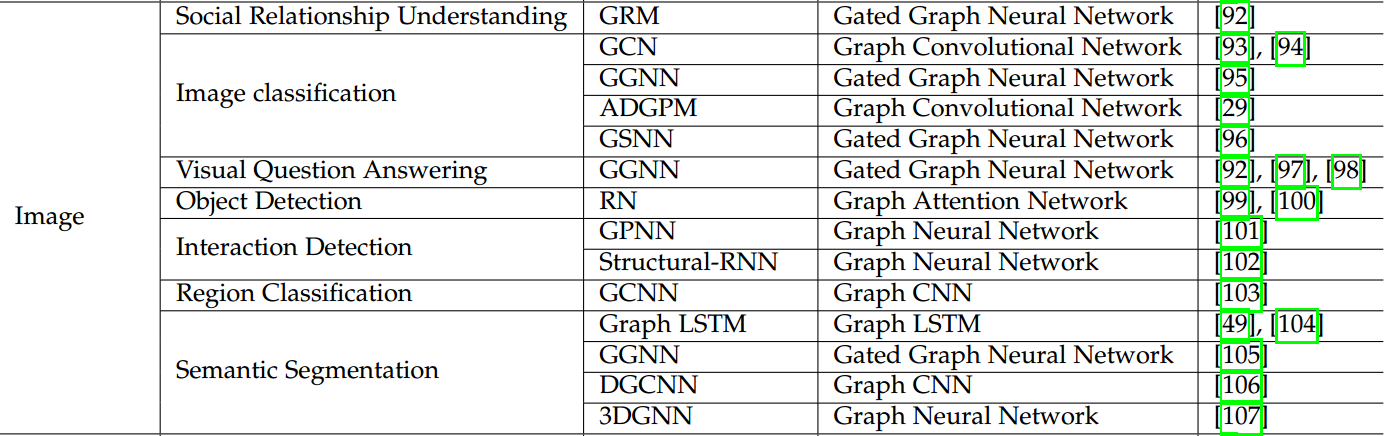 Social Relationship Understanding GRM Gated Graph Neural Network [92]
GCN Graph Convolutional Network [93], [94]
Image classification
GGNN Gated Graph Neural Network [95]
ADGPM Graph Convolutional Network [29]
GSNN Gated Graph Neural Network [96]
Visual Question Answering GGNN Gated Graph Neural Network [92], [97], [98]
Object Detection RN Graph Attention Network [99], [100]
Image
GPNN Graph Neural Network [101]
Interaction Detection
Structural-RNN Graph Neural Network [102]
Region Classification GCNN Graph CNN [103]
Graph LSTM Graph LSTM [49], [104]
GGNN Gated Graph Neural Network [105]
Semantic Segmentation
DGCNN Graph CNN [106]
3DGNN Graph Neural Network [107]